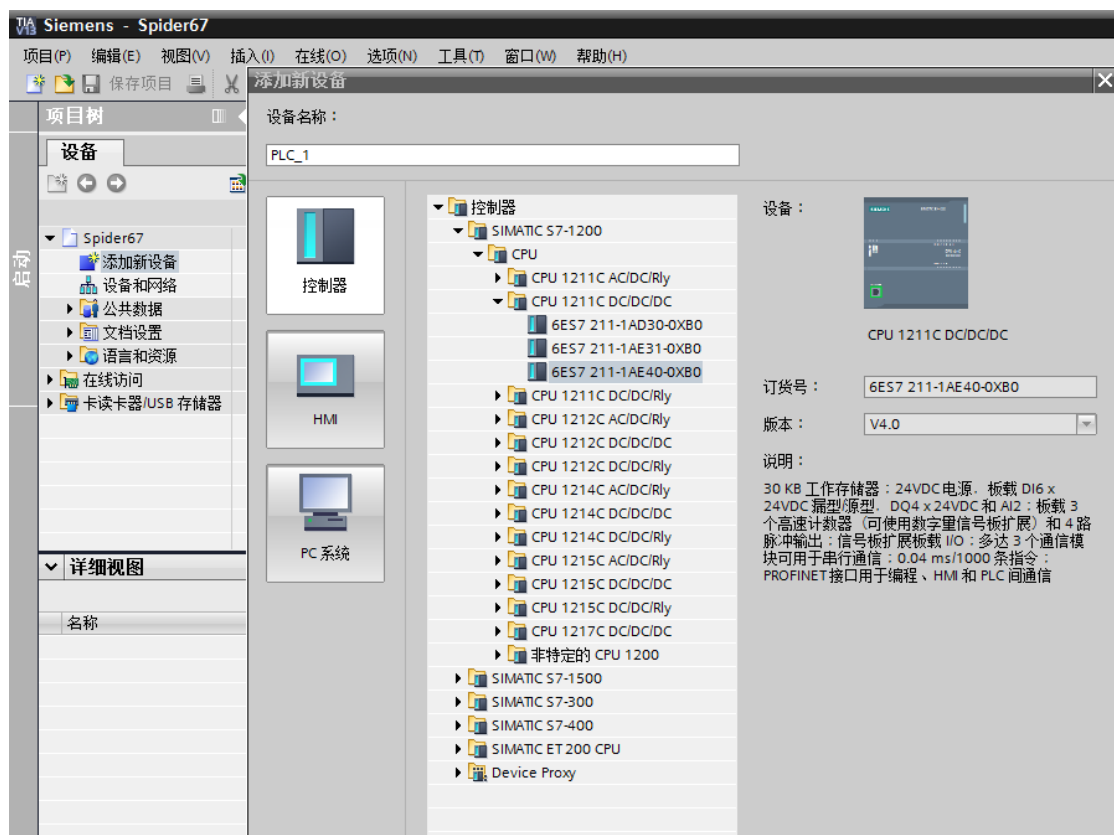 TIA V13 Siemens - Spider67
项目(P) 编辑(E) 视图(V) 插入(I) 在线(O) 选项(N) 工具(T) 窗口(W) 帮助(H)
保存项目
添加新设备
项目树
设备
启动
Spider67
添加新设备
设备和网络
公共数据
文档设置
语言和资源
在线访问
卡读卡器/USB 存储器
详细视图
名称
设备名称：
PLC_1
控制器
HMI
PC 系统
控制器
SIMATIC S7-1200
CPU
CPU 1211C AC/DC/Rly
CPU 1211C DC/DC/DC
6ES7 211-1AD30-0XB0
6ES7 211-1AE31-0XB0
6ES7 211-1AE40-0XB0
CPU 1211C DC/DC/Rly
CPU 1212C AC/DC/Rly
CPU 1212C DC/DC/DC
CPU 1212C DC/DC/Rly
CPU 1214C AC/DC/Rly
CPU 1214C DC/DC/DC
CPU 1214C DC/DC/Rly
CPU 1215C AC/DC/Rly
CPU 1215C DC/DC/DC
CPU 1215C DC/DC/Rly
CPU 1217C DC/DC/DC
非特定的 CPU 1200
SIMATIC S7-1500
SIMATIC S7-300
SIMATIC S7-400
SIMATIC ET 200 CPU
Device Proxy
设备：
CPU 1211C DC/DC/DC
订货号：
6ES7 211-1AE40-0XB0
版本：
V4.0
说明：
30 KB 工作存储器；24VDC 电源，板载 DI6 x
24VDC 漏型/源型，DQ4 x 24VDC 和 AI2；板载 3
个高速计数器（可使用数字量信号板扩展）和 4 路
脉冲输出；信号板扩展板载 I/O；多达 3 个通信模
块可用于串行通信；0.04 ms/1000 条指令；
PROFINET 接口用于编程、HMI 和 PLC 间通信